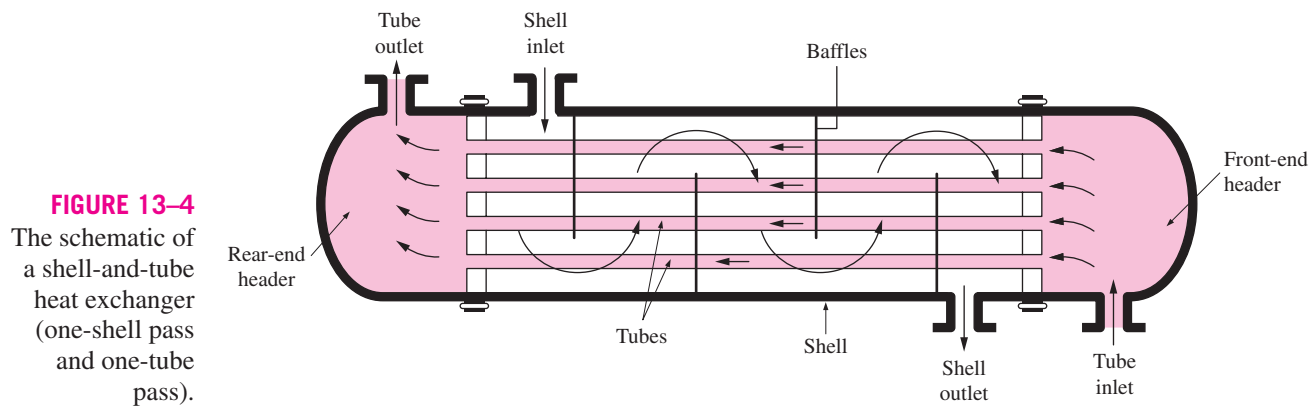 Tube
outlet
Shell
inlet
Baffles
Front-end
header
FIGURE 13–4
The schematic of
a shell-and-tube
heat exchanger
(one-shell pass
and one-tube
pass).
Rear-end
header
Tubes
Shell
Shell
outlet
Tube
inlet